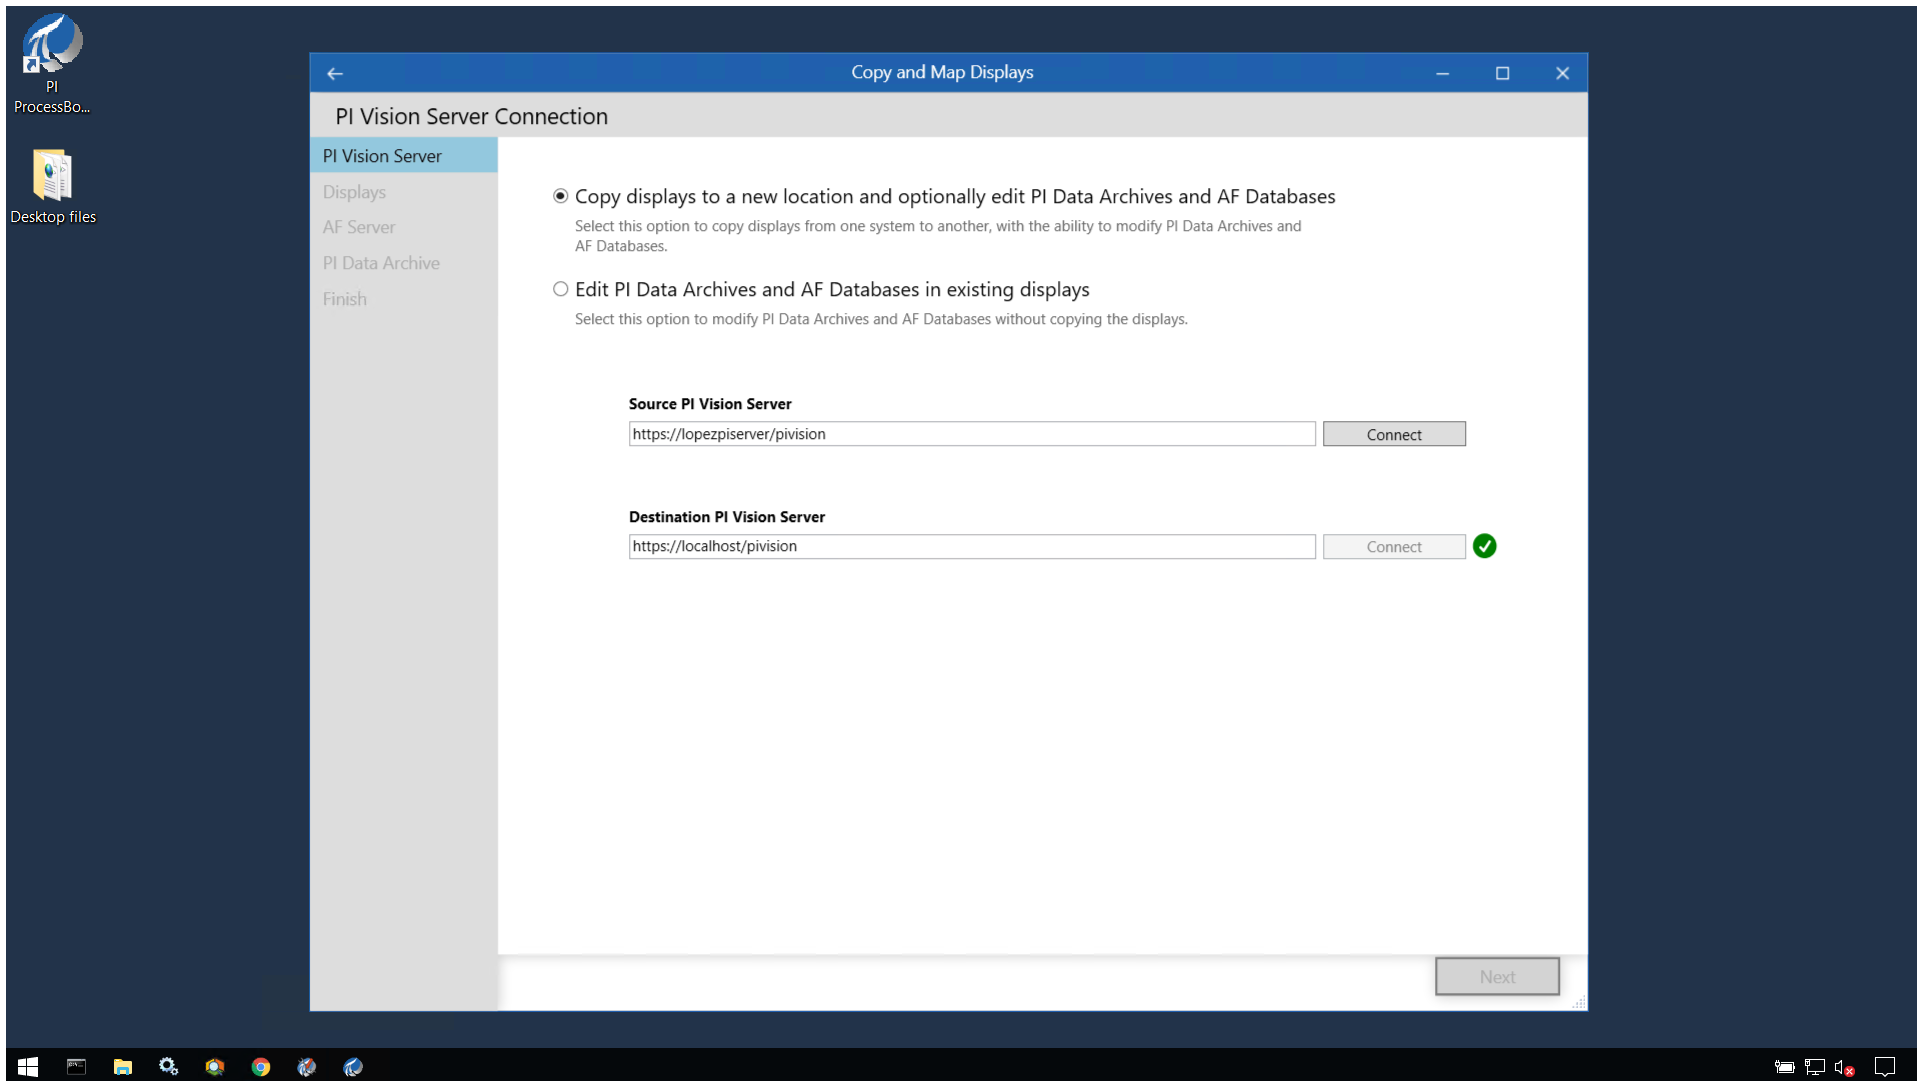 PI
ProcessBo...
Desktop files
Copy and Map Displays
PI Vision Server Connection
PI Vision Server
Displays
AF Server
PI Data Archive
Finish
Copy displays to a new location and optionally edit PI Data Archives and AF Databases
Select this option to copy displays from one system to another, with the ability to modify PI Data Archives and
AF Databases.
Edit PI Data Archives and AF Databases in existing displays
Select this option to modify PI Data Archives and AF Databases without copying the displays.
Source PI Vision Server
https://lopezpiserver/pivision
Connect
Destination PI Vision Server
https://localhost/pivision
Connect
Next